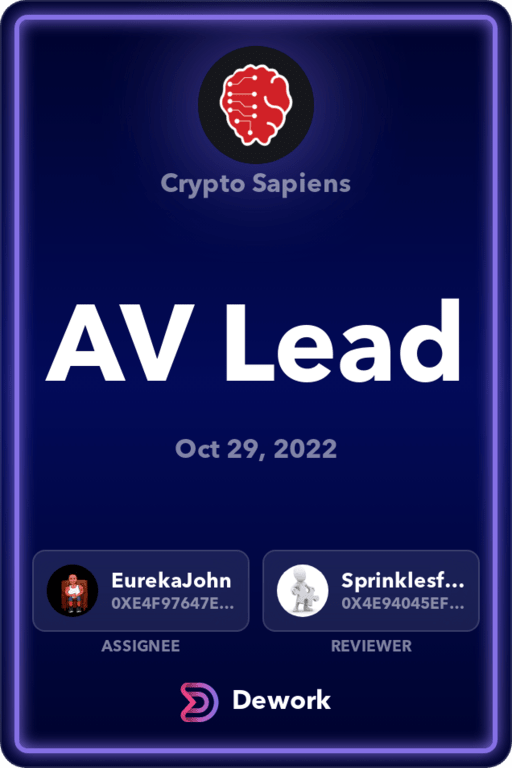 Crypto Sapiens
AV Lead
Oct 29, 2022
EurekaJohn
0XE4F97647E...
ASSIGNEE
Sprinklesf...
0X4E94045EF...
REVIEWER
Dework